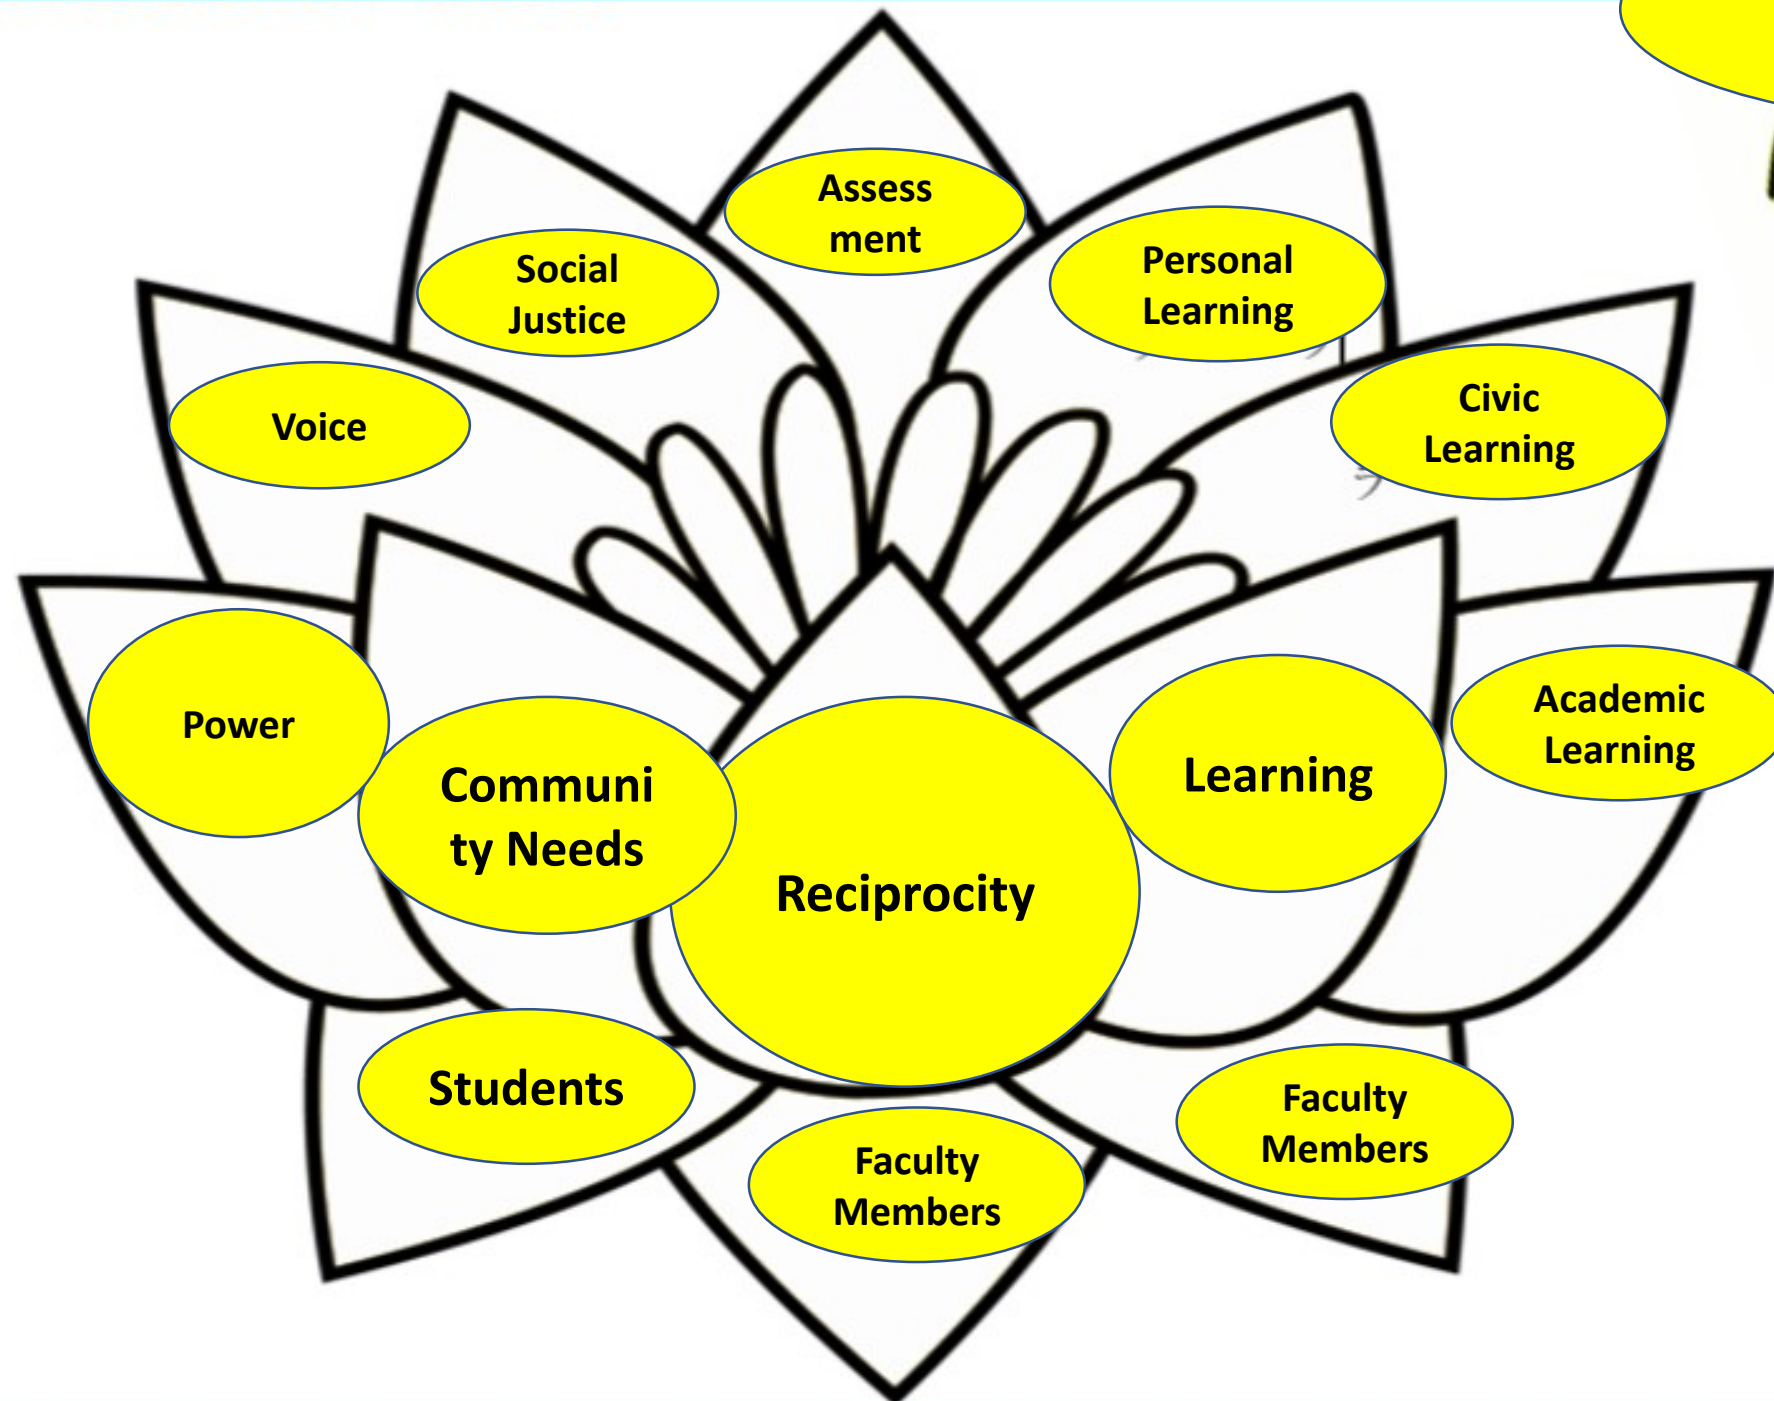 Assess
ment
Social
Justice
Personal
Learning
Voice
Civic
Learning
Power
Communi
ty Needs
Reciprocity
Learning
Academic
Learning
Students
Faculty
Members
Faculty
Members